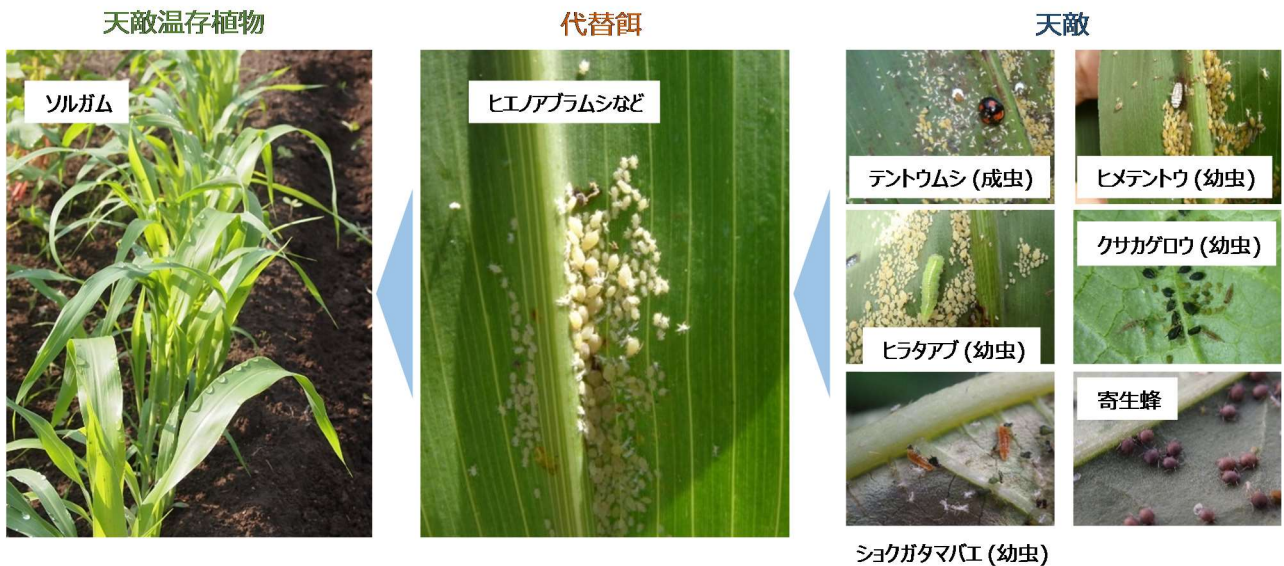 天敵温存植物
代替餌
天敵
ソルガム
ヒエノアブラムシなど
テントウムシ (成虫)
ヒメテントウ (幼虫)
ヒラタアブ (幼虫)
クサカゲロウ (幼虫)
ショクガタマバエ (幼虫)
寄生蜂